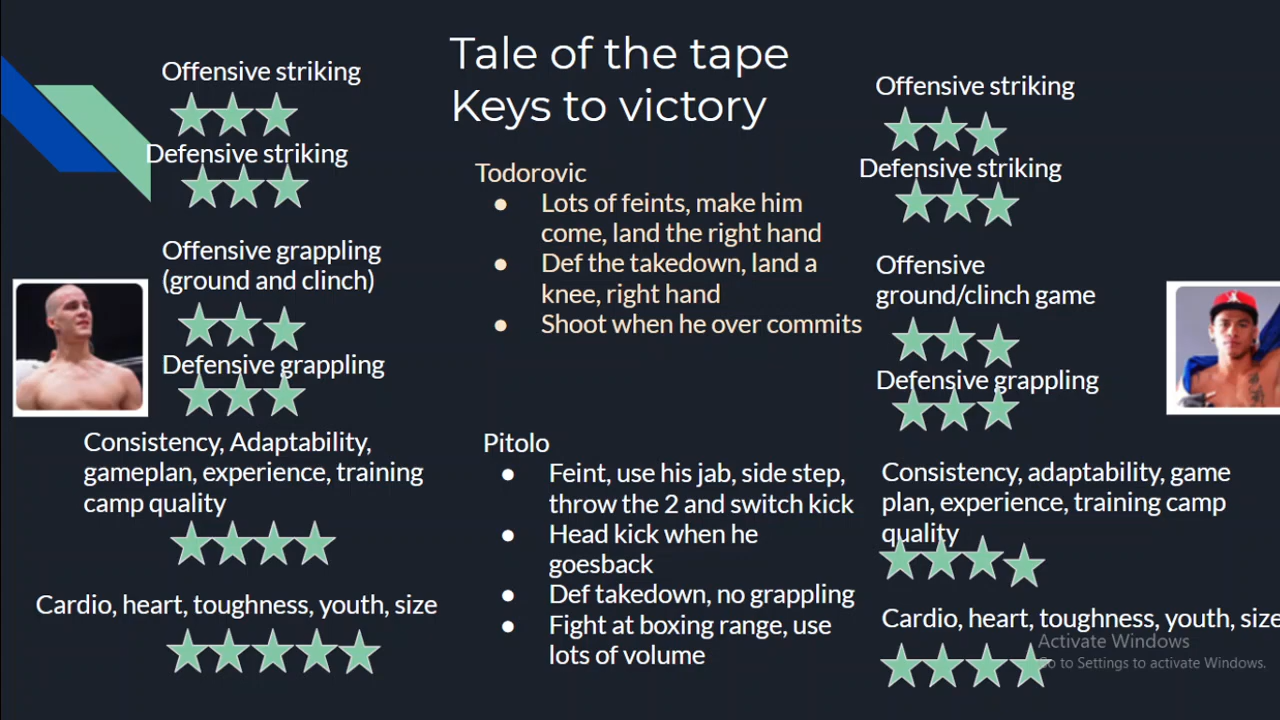 Tale of the tape
Keys to victory
Offensive striking
Defensive striking
Offensive grappling
(ground and clinch)
Defensive grappling
Consistency, Adaptability,
gameplan, experience, training
camp quality
Cardio, heart, toughness, youth, size
Todorovic
● Lots of feints, make him
come, land the right hand
● Def the takedown, land a
knee, right hand
● Shoot when he over commits
Pitolo
● Feint, use his jab, side step,
throw the 2 and switch kick
● Head kick when he
goesback
● Def takedown, no grappling
● Fight at boxing range, use
lots of volume
Offensive striking
Defensive striking
Offensive
ground/clinch game
Defensive grappling
Consistency, adaptability, game
plan, experience, training camp
quality
Cardio, heart, toughness, youth, size
Activate Windows
Go to Settings to activate Windows.